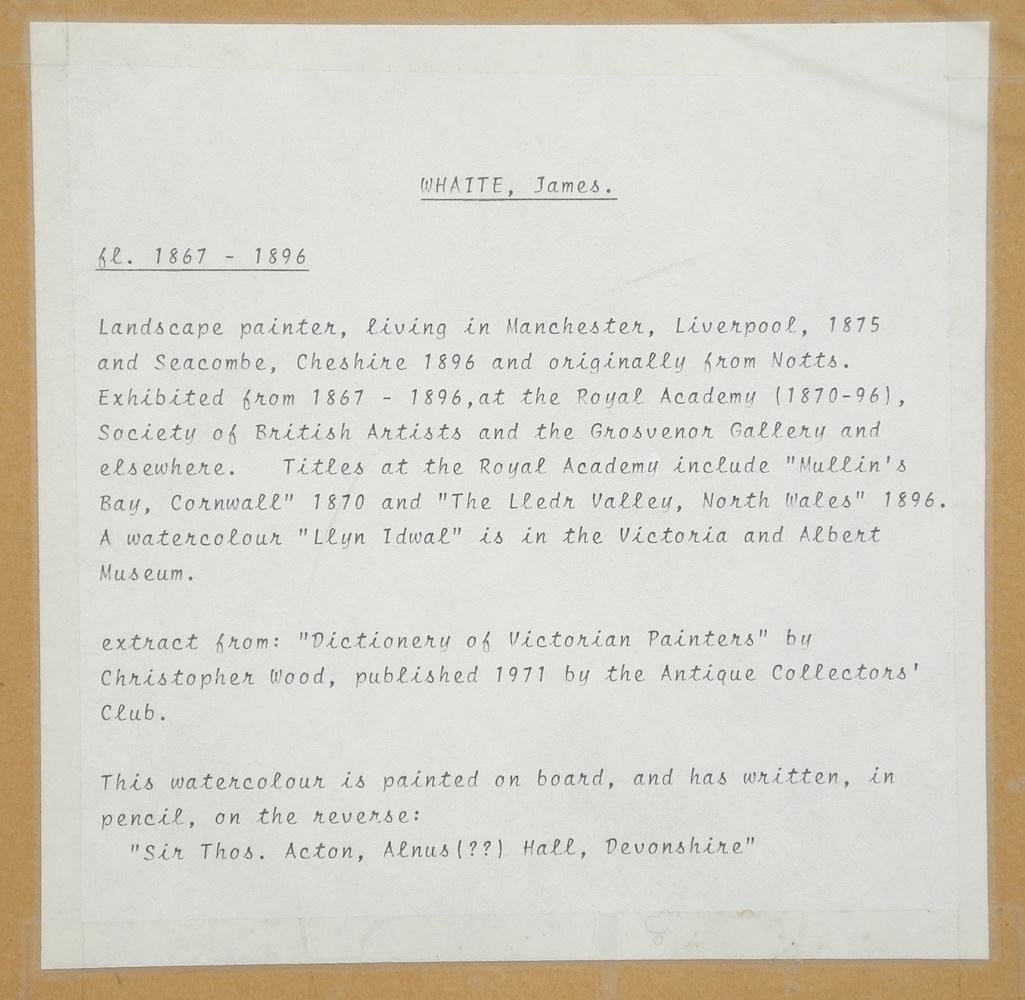 WHAITE, James.
fl. 1867 - 1896
Landscape painter, living in Manchester, Liverpool, 1875
and Seacombe, Cheshire 1896 and originally from Notts.
Exhibited from 1867 - 1896,at the Royal Academy (1870-96),
Society of British Artists and the Grosvenor Gallery and
elsewhere.   Titles at the Royal Academy include "Mullin's
Bay, Cornwall" 1870 and "The Lledr Valley, North Wales" 1896.
A watercolour "Llyn Idwal" is in the Victoria and Albert
Museum.
extract from: "Dictionery of Victorian Painters" by
Christopher Wood, published 1971 by the Antique Collectors'
Club.
This watercolour is painted on board, and has written, in
pencil, on the reverse:
"Sir Thos. Acton, Alnus(??) Hall, Devonshire"